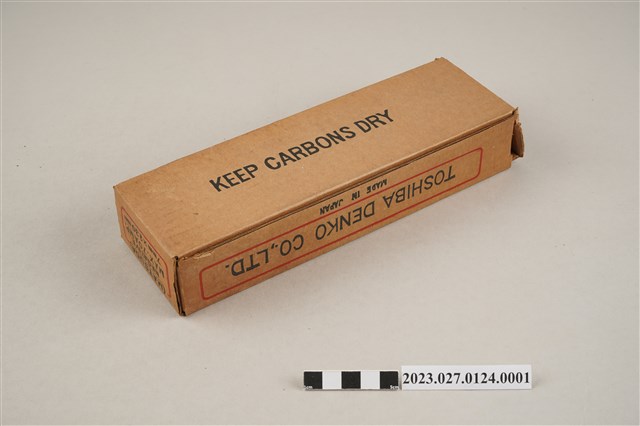 KEEP CARBONS DRY
TOSHIBA DENKO CO.,LTD.
MADE IN JAPAN
2023.027.0124.0001